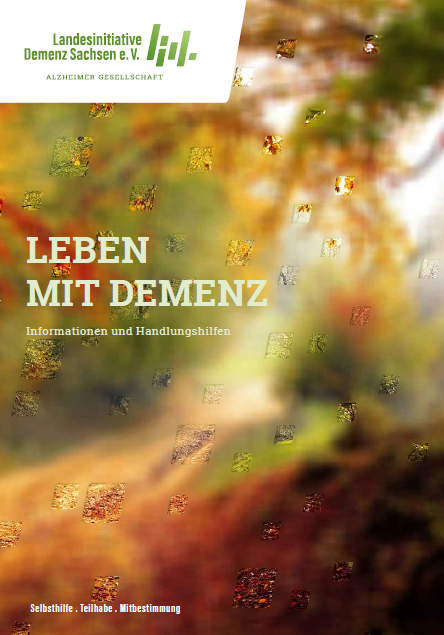 Landesinitiative
Demenz Sachsen e. V.
ALZHEIMER GESELLSCHAFT
LEBEN
MIT DEMENZ
Informationen und Handlungshilfen
Selbsthilfe . Teilhabe . Mitbestimmung